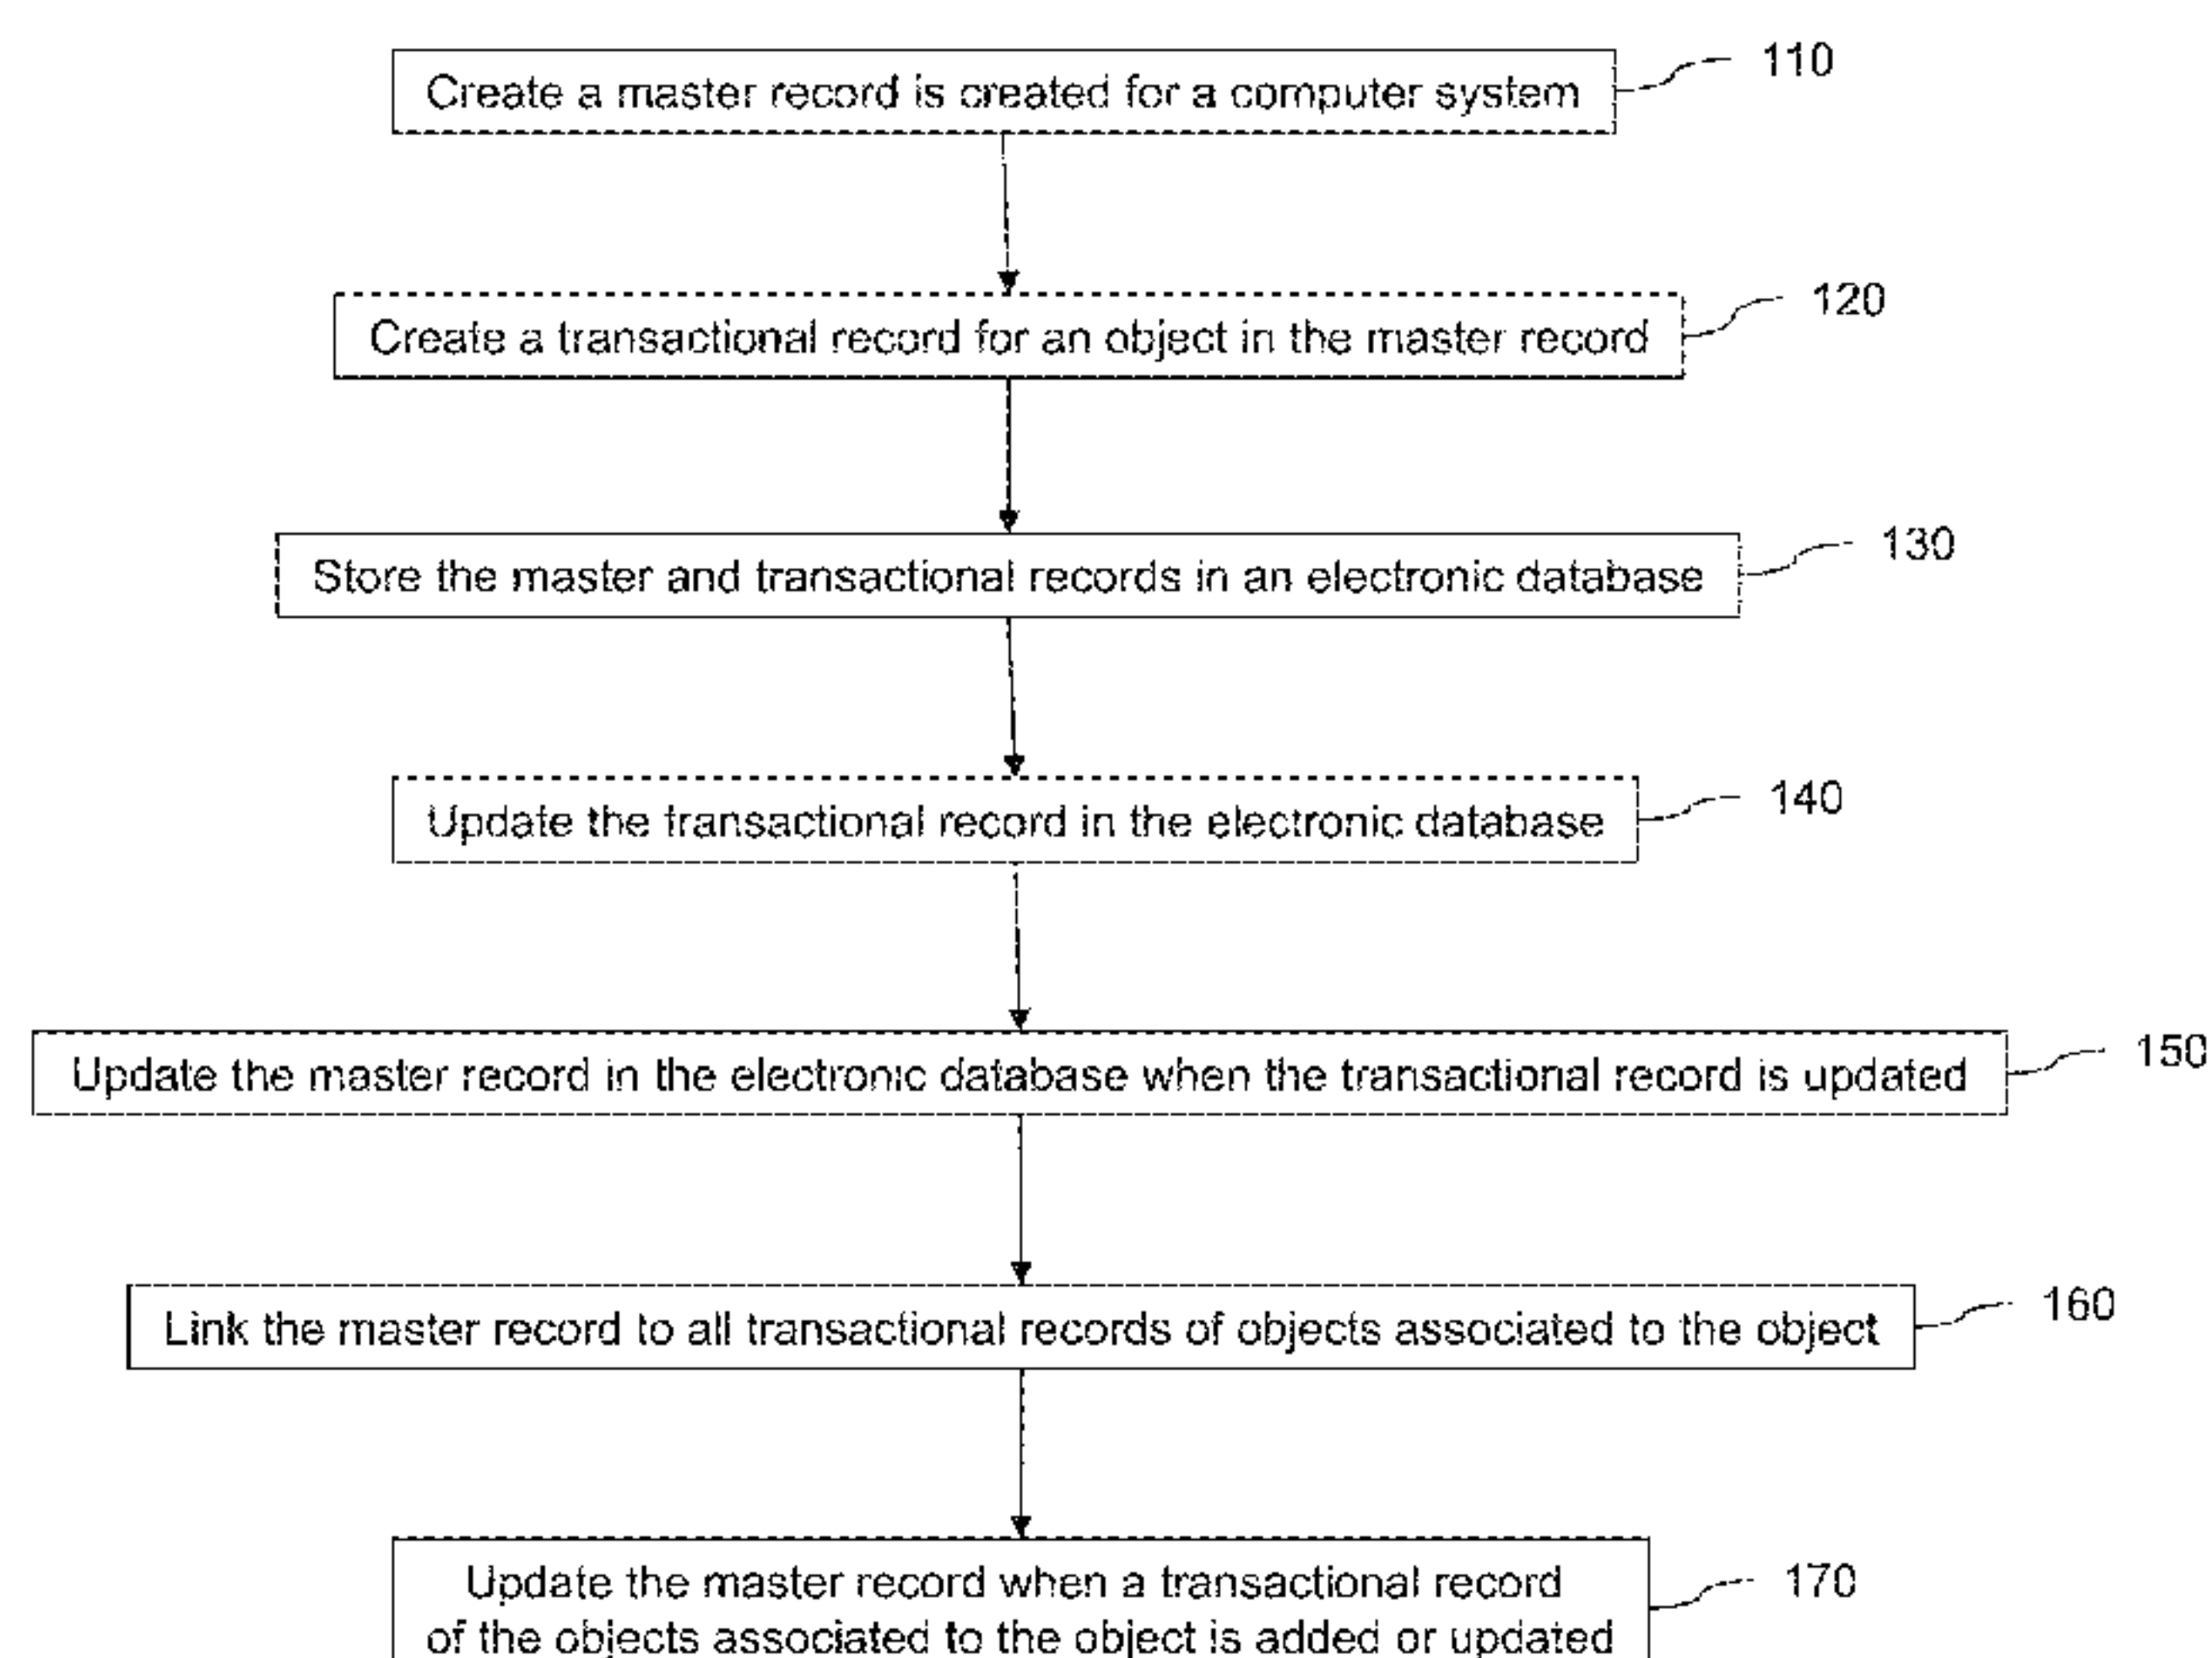 Create a master record is created for a computer system
110
Create a transactional record for an object in the master record
120
Store the master and transactional records in an electronic database
130
Update the transactional record in the electronic database
140
Update the master record in the electronic database when the transactional record is updated
150
Link the master record to all transactional records of objects associated to the object
160
Update the master record when a transactional record
of the objects associated to the object is added or updated
170